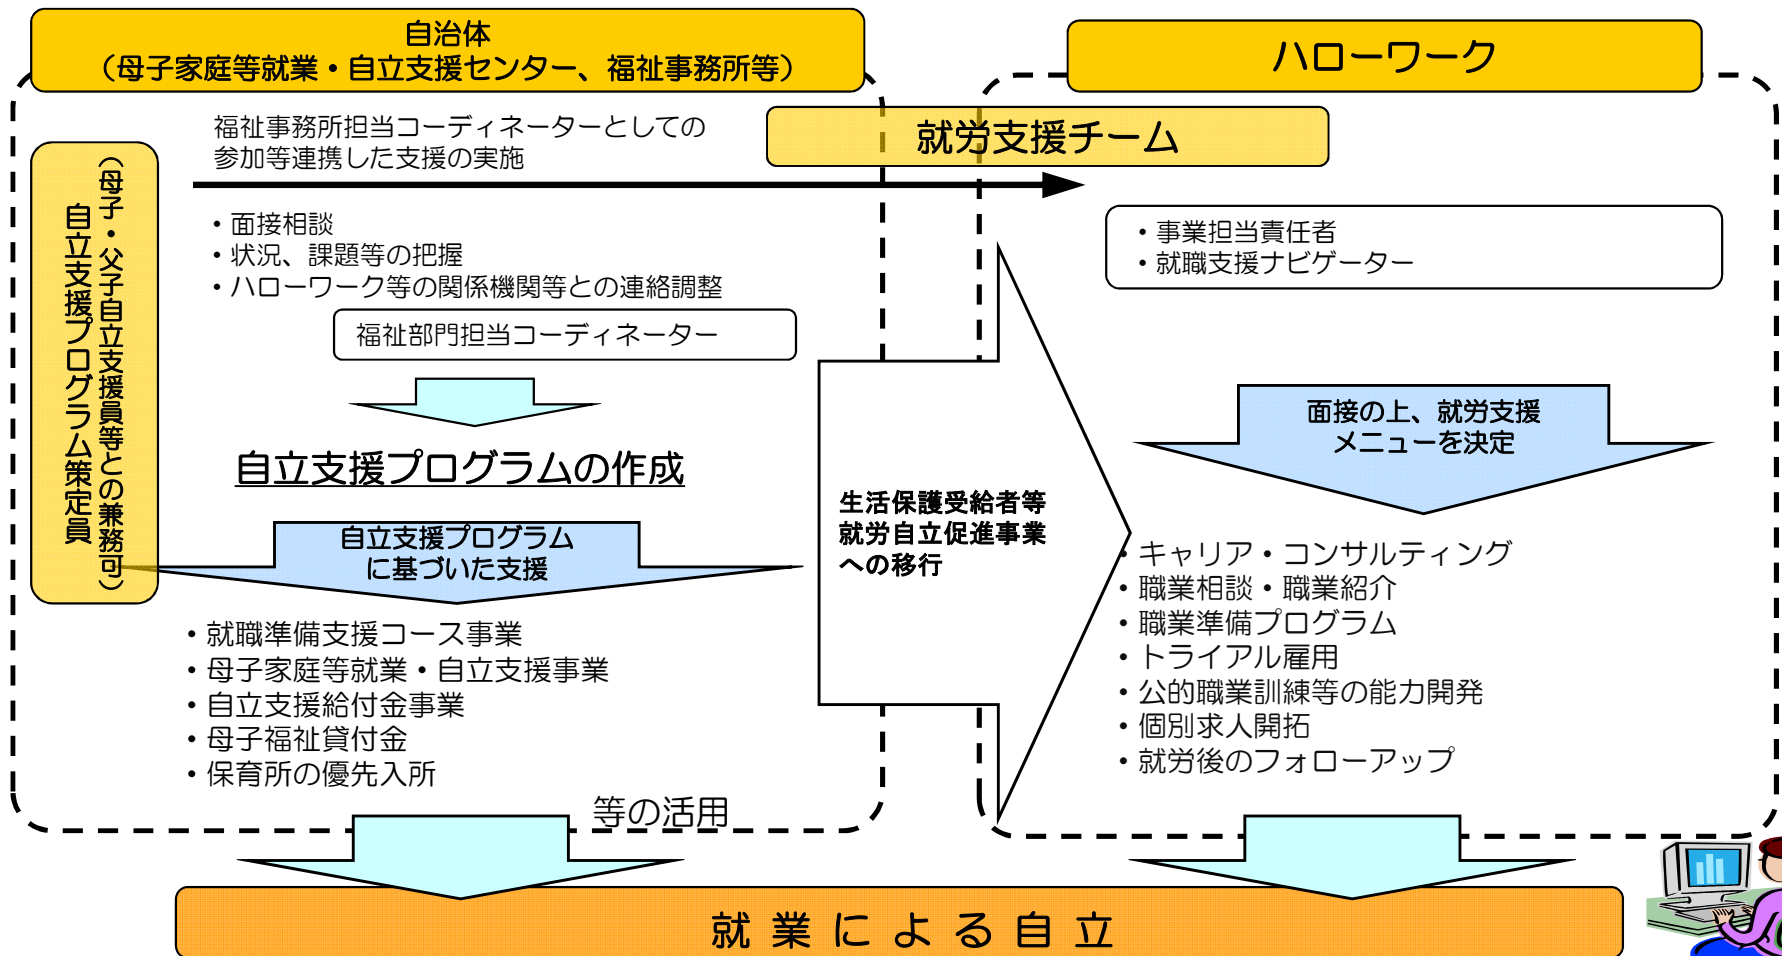 自治体
（母子家庭等就業・自立支援センター、福祉事務所等）
ハローワーク
就労支援チーム
福祉事務所担当コーディネーターとしての
参加等連携した支援の実施
自立支援プログラム策定員
（母子・父子自立支援員等との兼務可）
・面接相談
・状況、課題等の把握
・ハローワーク等の関係機関等との連絡調整
福祉部門担当コーディネーター
自立支援プログラムの作成
自立支援プログラム
に基づいた支援
・就職準備支援コース事業
・母子家庭等就業・自立支援事業
・自立支援給付金事業
・母子福祉貸付金
・保育所の優先入所
等の活用
生活保護受給者等
就労自立促進事業
への移行
・事業担当責任者
・就職支援ナビゲーター
面接の上、就労支援
メニューを決定
・キャリア・コンサルティング
・職業相談・職業紹介
・職業準備プログラム
・トライアル雇用
・公的職業訓練等の能力開発
・個別求人開拓
・就労後のフォローアップ
就業による自立